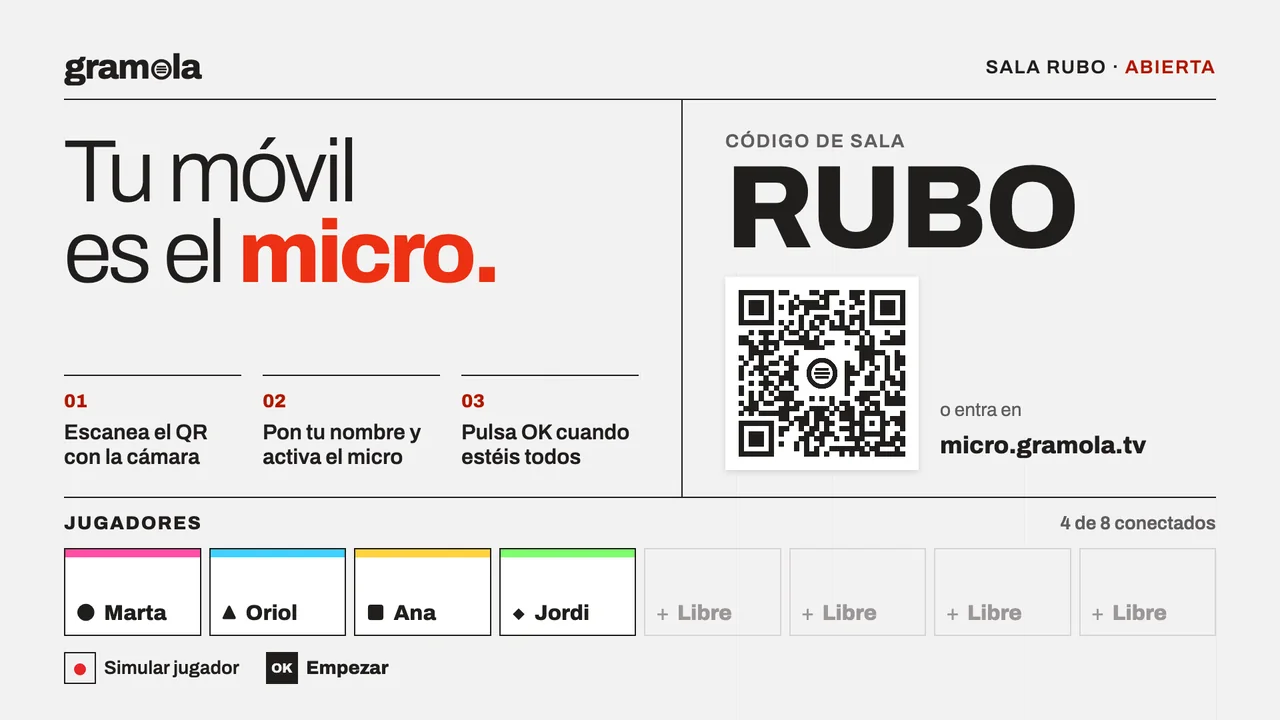 gramola
SALA RUBO · ABIERTA
Tu móvil
es el micro.
01
Escanea el QR
con la cámara
02
Pon tu nombre y
activa el micro
03
Pulsa OK cuando
estéis todos
CÓDIGO DE SALA
RUBO
o entra en
micro.gramola.tv
JUGADORES
4 de 8 conectados
Marta
Oriol
Ana
Jordi
+ Libre
+ Libre
+ Libre
+ Libre
Simular jugador
OK Empezar